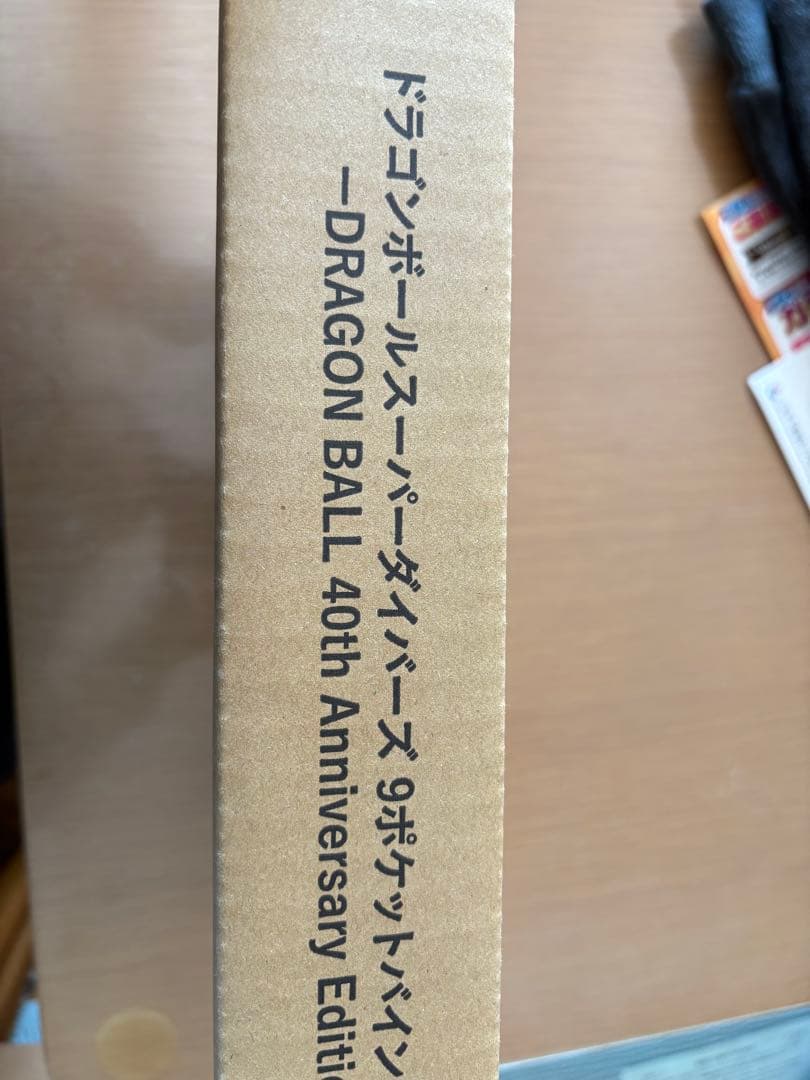 ドラゴンボールスーパーダイバーズ 9ポケットバイン
ーDRAGON BALL 40th Anniversary Editi